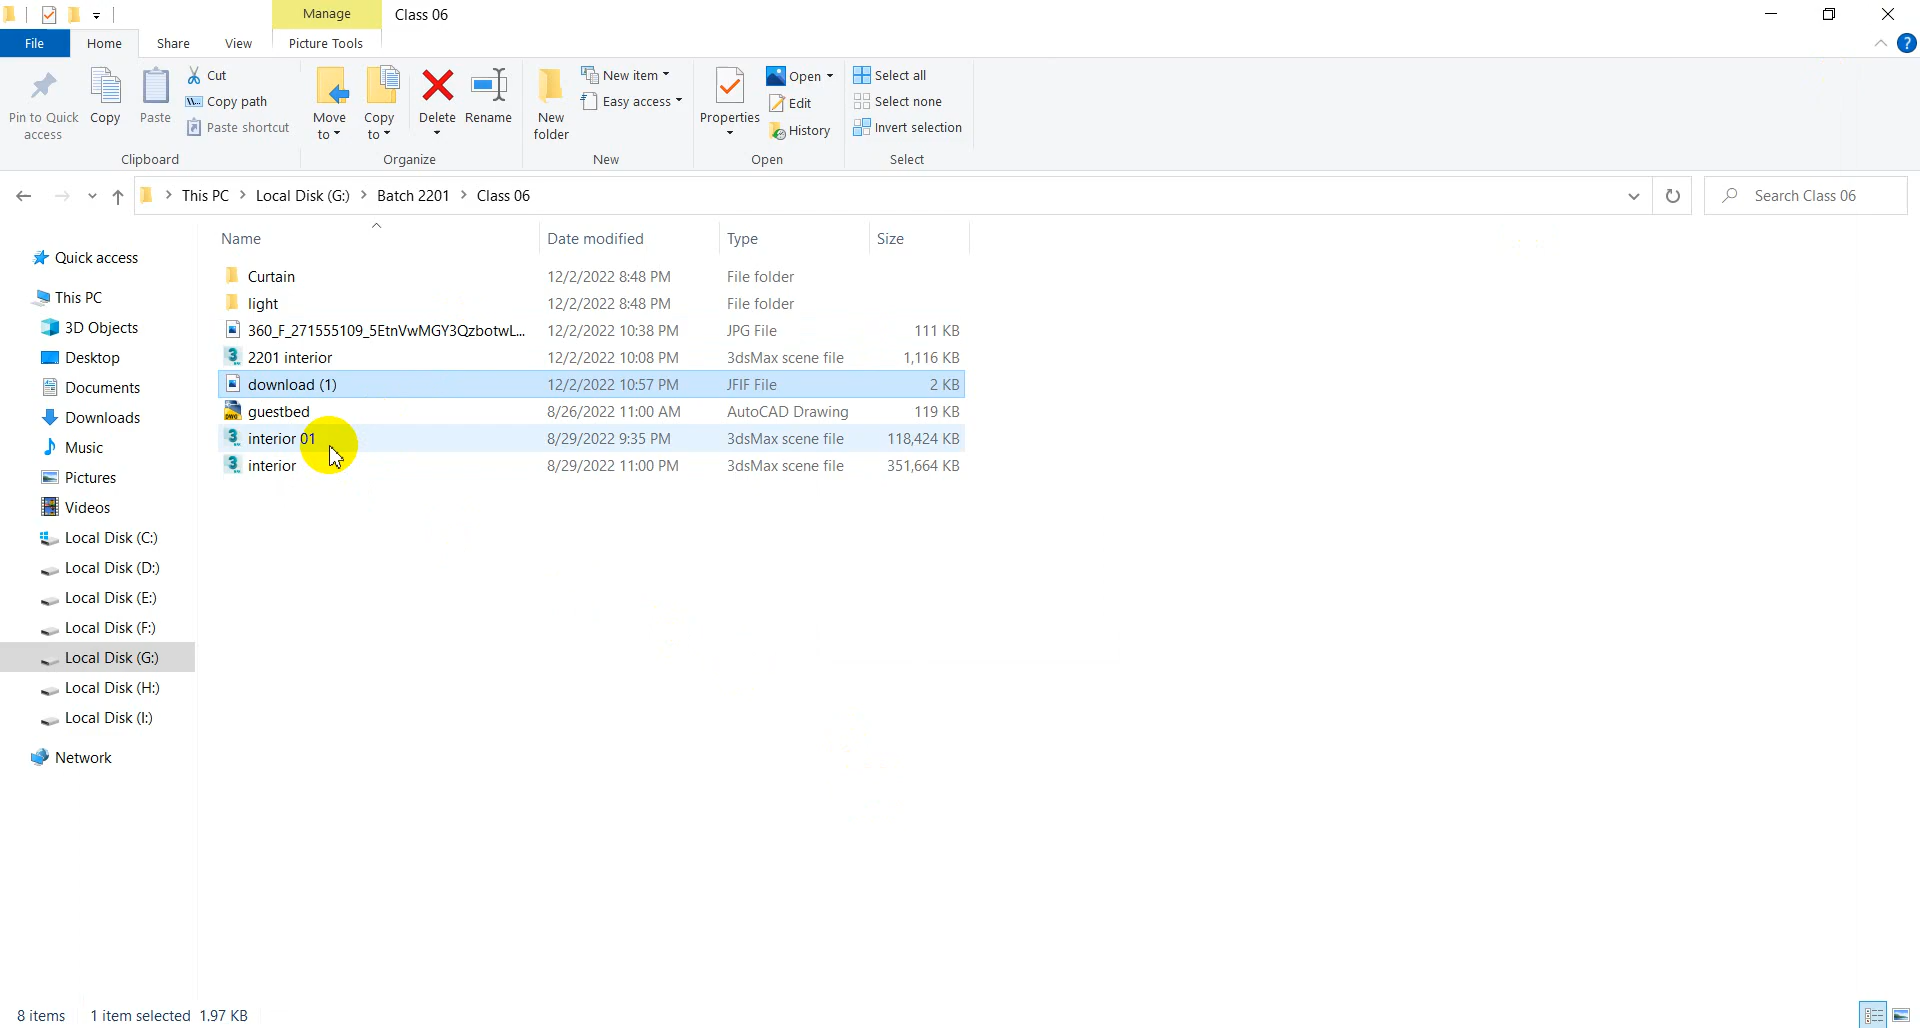 Manage
Class 06
File
Home
Share
View
Picture Tools
Pin to Quick access
Copy
Paste
Cut
Copy path
Paste shortcut
Clipboard
Move to
Copy to
Delete
Rename
Organize
New folder
New item
Easy access
New
Properties
Open
Edit
History
Open
Select all
Select none
Invert selection
Select
This PC > Local Disk (G:) > Batch 2201 > Class 06
Search Class 06
Name Date modified Type Size
Curtain 12/2/2022 8:48 PM File folder
light 12/2/2022 8:48 PM File folder
360_F_271555109_5EtnVwMGY3QzbotwL... 12/2/2022 10:38 PM JPG File 111 KB
2201 interior 12/2/2022 10:08 PM 3dsMax scene file 1,116 KB
download (1) 12/2/2022 10:57 PM JFIF File 2 KB
guestbed 8/26/2022 11:00 AM AutoCAD Drawing 119 KB
interior 01 8/29/2022 9:35 PM 3dsMax scene file 118,424 KB
interior 8/29/2022 11:00 PM 3dsMax scene file 351,664 KB
Quick access
This PC
3D Objects
Desktop
Documents
Downloads
Music
Pictures
Videos
Local Disk (C:)
Local Disk (D:)
Local Disk (E:)
Local Disk (F:)
Local Disk (G:)
Local Disk (H:)
Local Disk (I:)
Network
8 items 1 item selected 1.97 KB